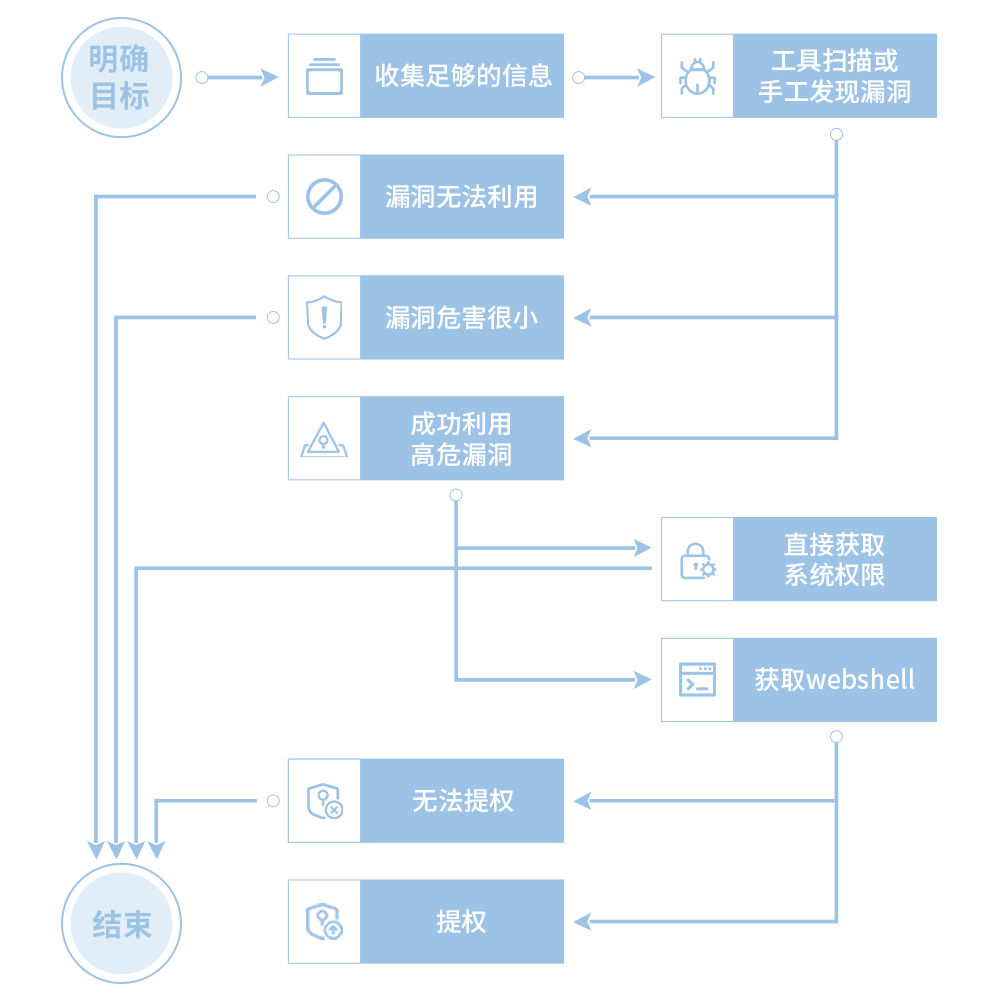 明确
目标
收集足够的信息
工具扫描或
手工发现漏洞
漏洞无法利用
漏洞危害很小
成功利用
高危漏洞
直接获取
系统权限
获取webshell
无法提权
提权
结束